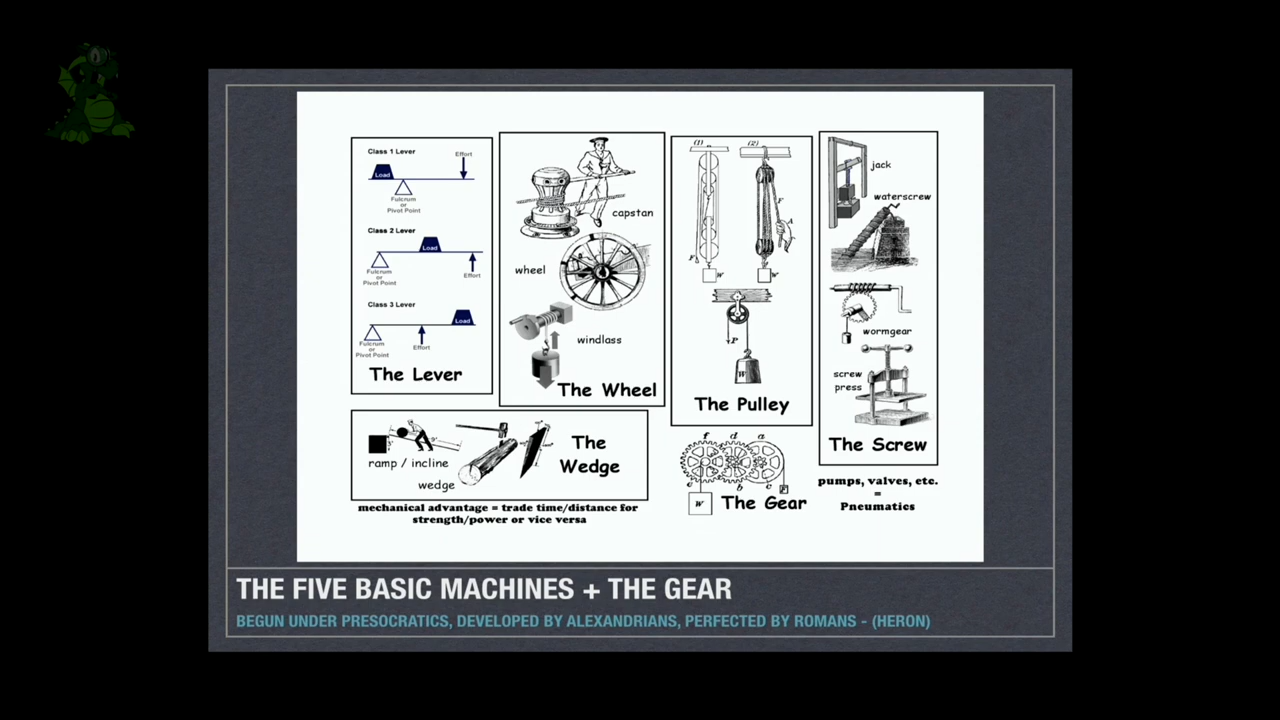 Class 1 Lever
Effort
Load
Fulcrum
or
Pivot Point
Class 2 Lever
Load
Fulcrum
or
Pivot Point
Effort
Class 3 Lever
Load
Fulcrum
or
Pivot Point
Effort
The Lever
capstan
wheel
windlass
The Wheel
(1)
(2)
F
F
A
W
W
P
W
The Pulley
jack
waterscrew
wormgear
screw
press
The Screw
ramp / incline
wedge
The
Wedge
f
d
a
e
b
c
W
F
The Gear
mechanical advantage = trade time/distance for
strength/power or vice versa
pumps, valves, etc.
=
Pneumatics
THE FIVE BASIC MACHINES + THE GEAR
BEGUN UNDER PRESOCRATICS, DEVELOPED BY ALEXANDRIANS, PERFECTED BY ROMANS - (HERON)